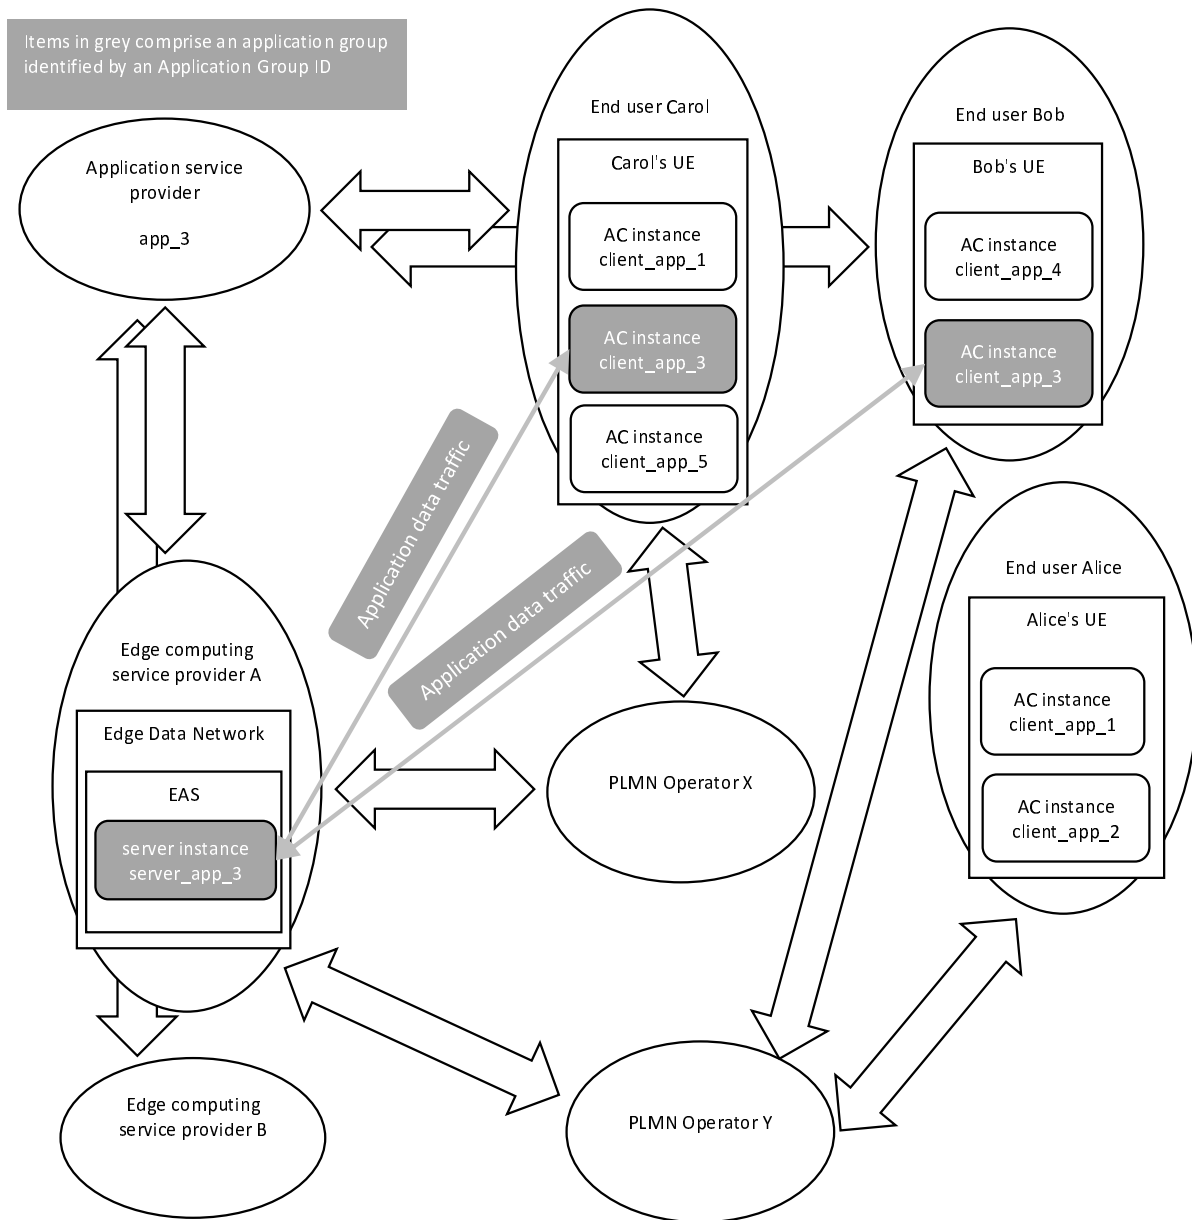 Items in grey comprise an application group
identified by an Application Group ID
Application service
provider
app_3
End user Carol
Carol's UE
AC instance
client_app_1
AC instance
client_app_3
AC instance
client_app_5
End user Bob
Bob's UE
AC instance
client_app_4
AC instance
client_app_3
Application data traffic
Application data traffic
End user Alice
Alice's UE
AC instance
client_app_1
AC instance
client_app_2
Edge computing
service provider A
Edge Data Network
EAS
server instance
server_app_3
PLMN Operator X
Edge computing
service provider B
PLMN Operator Y